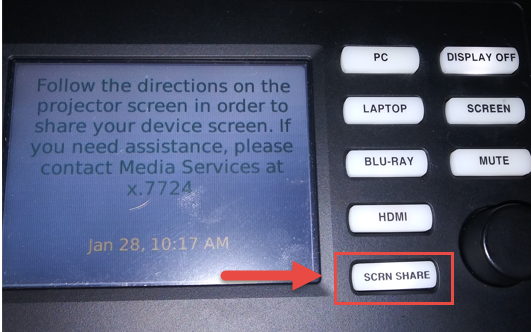 Follow the directions on the
projector screen in order to
share your device screen. If
you need assistance, please
contact Media Services at
x.7724
Jan 28, 10:17 AM
PC
DISPLAY OFF
LAPTOP
SCREEN
BLU-RAY
MUTE
HDMI
SCRN SHARE